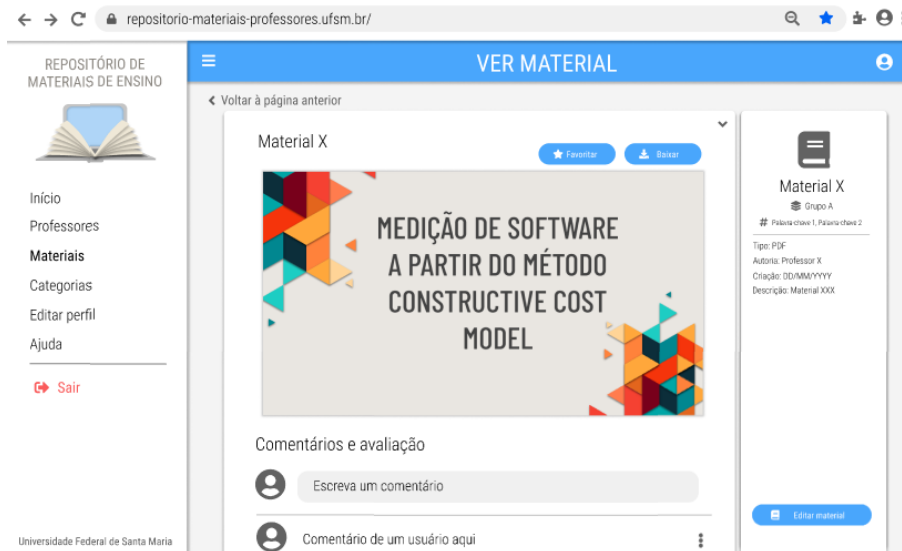 repositorio-materiais-professores.ufsm.br/
REPOSITÓRIO DE
MATERIAIS DE ENSINO
Início
Professores
Materiais
Categorias
Editar perfil
Ajuda
Sair
Universidade Federal de Santa Maria
VER MATERIAL
Voltar à página anterior
Material X
Favoritar
Baixar
MEDIÇÃO DE SOFTWARE
A PARTIR DO MÉTODO
CONSTRUCTIVE COST
MODEL
Comentários e avaliação
Escreva um comentário
Comentário de um usuário aqui
Material X
Grupo A
# Palavra-chave 1, Palavra-chave 2
Tipo: PDF
Autoria: Professor X
Criação: DD/MM/YYYY
Descrição: Material XXX
Editar material